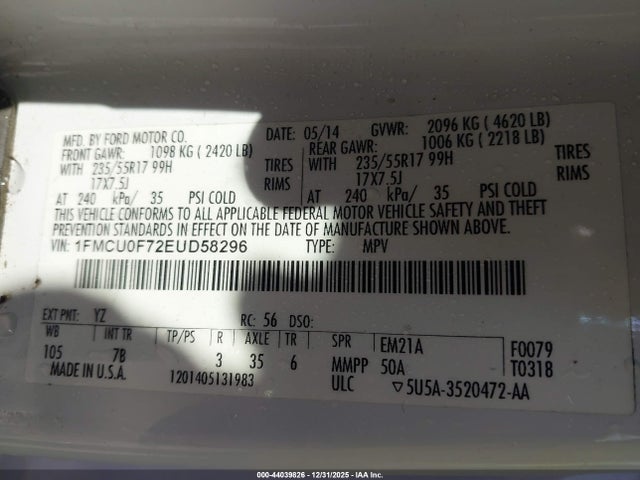 MFD. BY FORD MOTOR CO. DATE: 05/14 GVWR: 2096 KG ( 4620 LB)
FRONT GAWR: 1098 KG ( 2420 LB) REAR GAWR: 1006 KG ( 2218 LB)
WITH 235/55R17 99H TIRES WITH 235/55R17 99H TIRES
17X7.5J RIMS 17X7.5J RIMS
AT 240 kPa/ 35 PSI COLD AT 240 kPa/ 35 PSI COLD
THIS VEHICLE CONFORMS TO ALL APPLICABLE FEDERAL MOTOR VEHICLE SAFETY AND THEFT
PREVENTION STANDARDS IN EFFECT ON THE DATE OF MANUFACTURE SHOWN ABOVE.
VIN: 1FMCU0F72EUD58296 TYPE: MPV
EXT PNT: YZ RC: 56 DSO:
WB INT TR TP/PS R AXLE TR SPR EM21A F0079
105 7B 3 35 6 MMPP 50A T0318
MADE IN U.S.A. 1201405131983 ULC ▽5U5A-3520472-AA
000-44039826 - 12/31/2025 - IAA Inc.